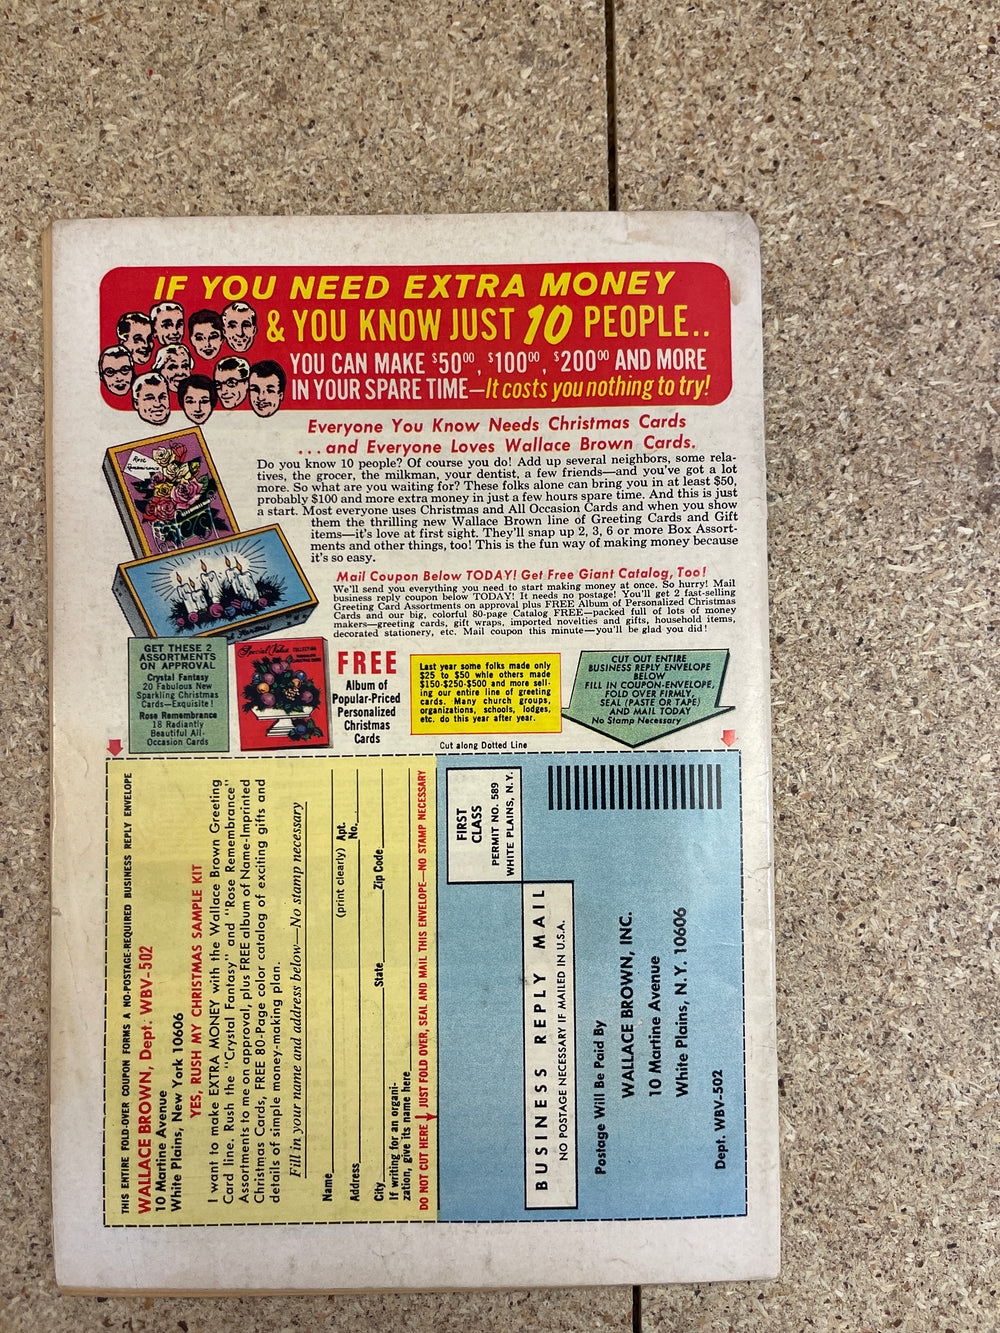 IF YOU NEED EXTRA MONEY
& YOU KNOW JUST 10 PEOPLE..
YOU CAN MAKE $50⁰⁰, $100⁰⁰, $200⁰⁰ AND MORE
IN YOUR SPARE TIME—It costs you nothing to try!
Everyone You Know Needs Christmas Cards
...and Everyone Loves Wallace Brown Cards.
Do you know 10 people? Of course you do! Add up several neighbors, some rela-
tives, the grocer, the milkman, your dentist, a few friends—and you've got a lot
more. So what are you waiting for? These folks alone can bring you in at least $50,
probably $100 and more extra money in just a few hours spare time. And this is just
a start. Most everyone uses Christmas and All Occasion Cards and when you show
them the thrilling new Wallace Brown line of Greeting Cards and Gift
items—it's love at first sight. They'll snap up 2, 3, 6 or more Box Assort-
ments and other things, too! This is the fun way of making money because
it's so easy.
Rose
Remembrance
Mail Coupon Below TODAY! Get Free Giant Catalog, Too!
We'll send you everything you need to start making money at once. So hurry! Mail
business reply coupon below TODAY! It needs no postage! You'll get 2 fast-selling
Greeting Card Assortments on approval plus FREE Album of Personalized Christmas
Cards and our big, colorful 80-page Catalog FREE—packed full of lots of money
makers—greeting cards, gift wraps, imported novelties and gifts, household items,
decorated stationery, etc. Mail coupon this minute—you'll be glad you did!
GET THESE 2
ASSORTMENTS
ON APPROVAL
Crystal Fantasy
20 Fabulous New
Sparkling Christmas
Cards—Exquisite!
Rose Remembrance
18 Radiantly
Beautiful All-
Occasion Cards
Special Value COLLECTION
FREE
Album of
Popular-Priced
Personalized
Christmas
Cards
Last year some folks made only
$25 to $50 while others made
$150-$250-$500 and more sell-
ing our entire line of greeting
cards. Many church groups,
organizations, schools, lodges,
etc. do this year after year.
CUT OUT ENTIRE
BUSINESS REPLY ENVELOPE
BELOW
FILL IN COUPON-ENVELOPE,
FOLD OVER FIRMLY,
SEAL (PASTE OR TAPE)
AND MAIL TODAY
No Stamp Necessary
Cut along Dotted Line
THIS ENTIRE FOLD-OVER COUPON FORMS A NO-POSTAGE-REQUIRED BUSINESS REPLY ENVELOPE
WALLACE BROWN, Dept. WBV-502
10 Martine Avenue
White Plains, New York 10606
YES, RUSH MY CHRISTMAS SAMPLE KIT
I want to make EXTRA MONEY with the Wallace Brown Greeting
Card line. Rush the "Crystal Fantasy" and "Rose Remembrance"
Assortments to me on approval, plus FREE album of Name-Imprinted
Christmas Cards, FREE 80-Page color catalog of exciting gifts and
details of simple money-making plan.
Fill in your name and address below—No stamp necessary
Name
(print clearly) Apt.
Address No.
City State Zip Code
If writing for an organi-
zation, give its name here
DO NOT CUT HERE JUST FOLD OVER, SEAL AND MAIL THIS ENVELOPE—NO STAMP NECESSARY
FIRST
CLASS
PERMIT NO. 589
WHITE PLAINS, N.Y.
BUSINESS REPLY MAIL
NO POSTAGE NECESSARY IF MAILED IN U.S.A.
Postage Will Be Paid By
WALLACE BROWN, INC.
10 Martine Avenue
White Plains, N.Y. 10606
Dept. WBV-502